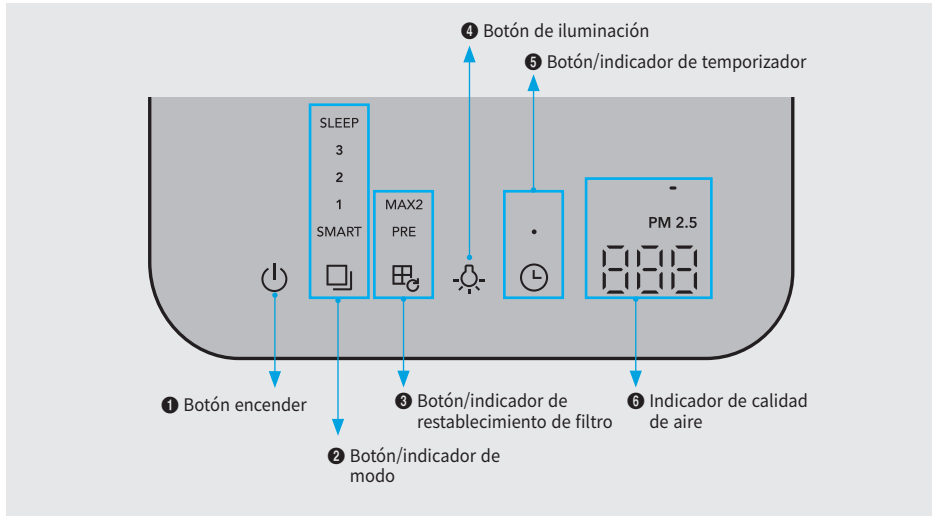 ❹ Botón de iluminación
❺ Botón/indicador de temporizador
SLEEP
3
2
1
SMART
MAX2
PRE
PM 2.5
888
❶ Botón encender
❷ Botón/indicador de
modo
❸ Botón/indicador de
restablecimiento de filtro
❻ Indicador de calidad
de aire